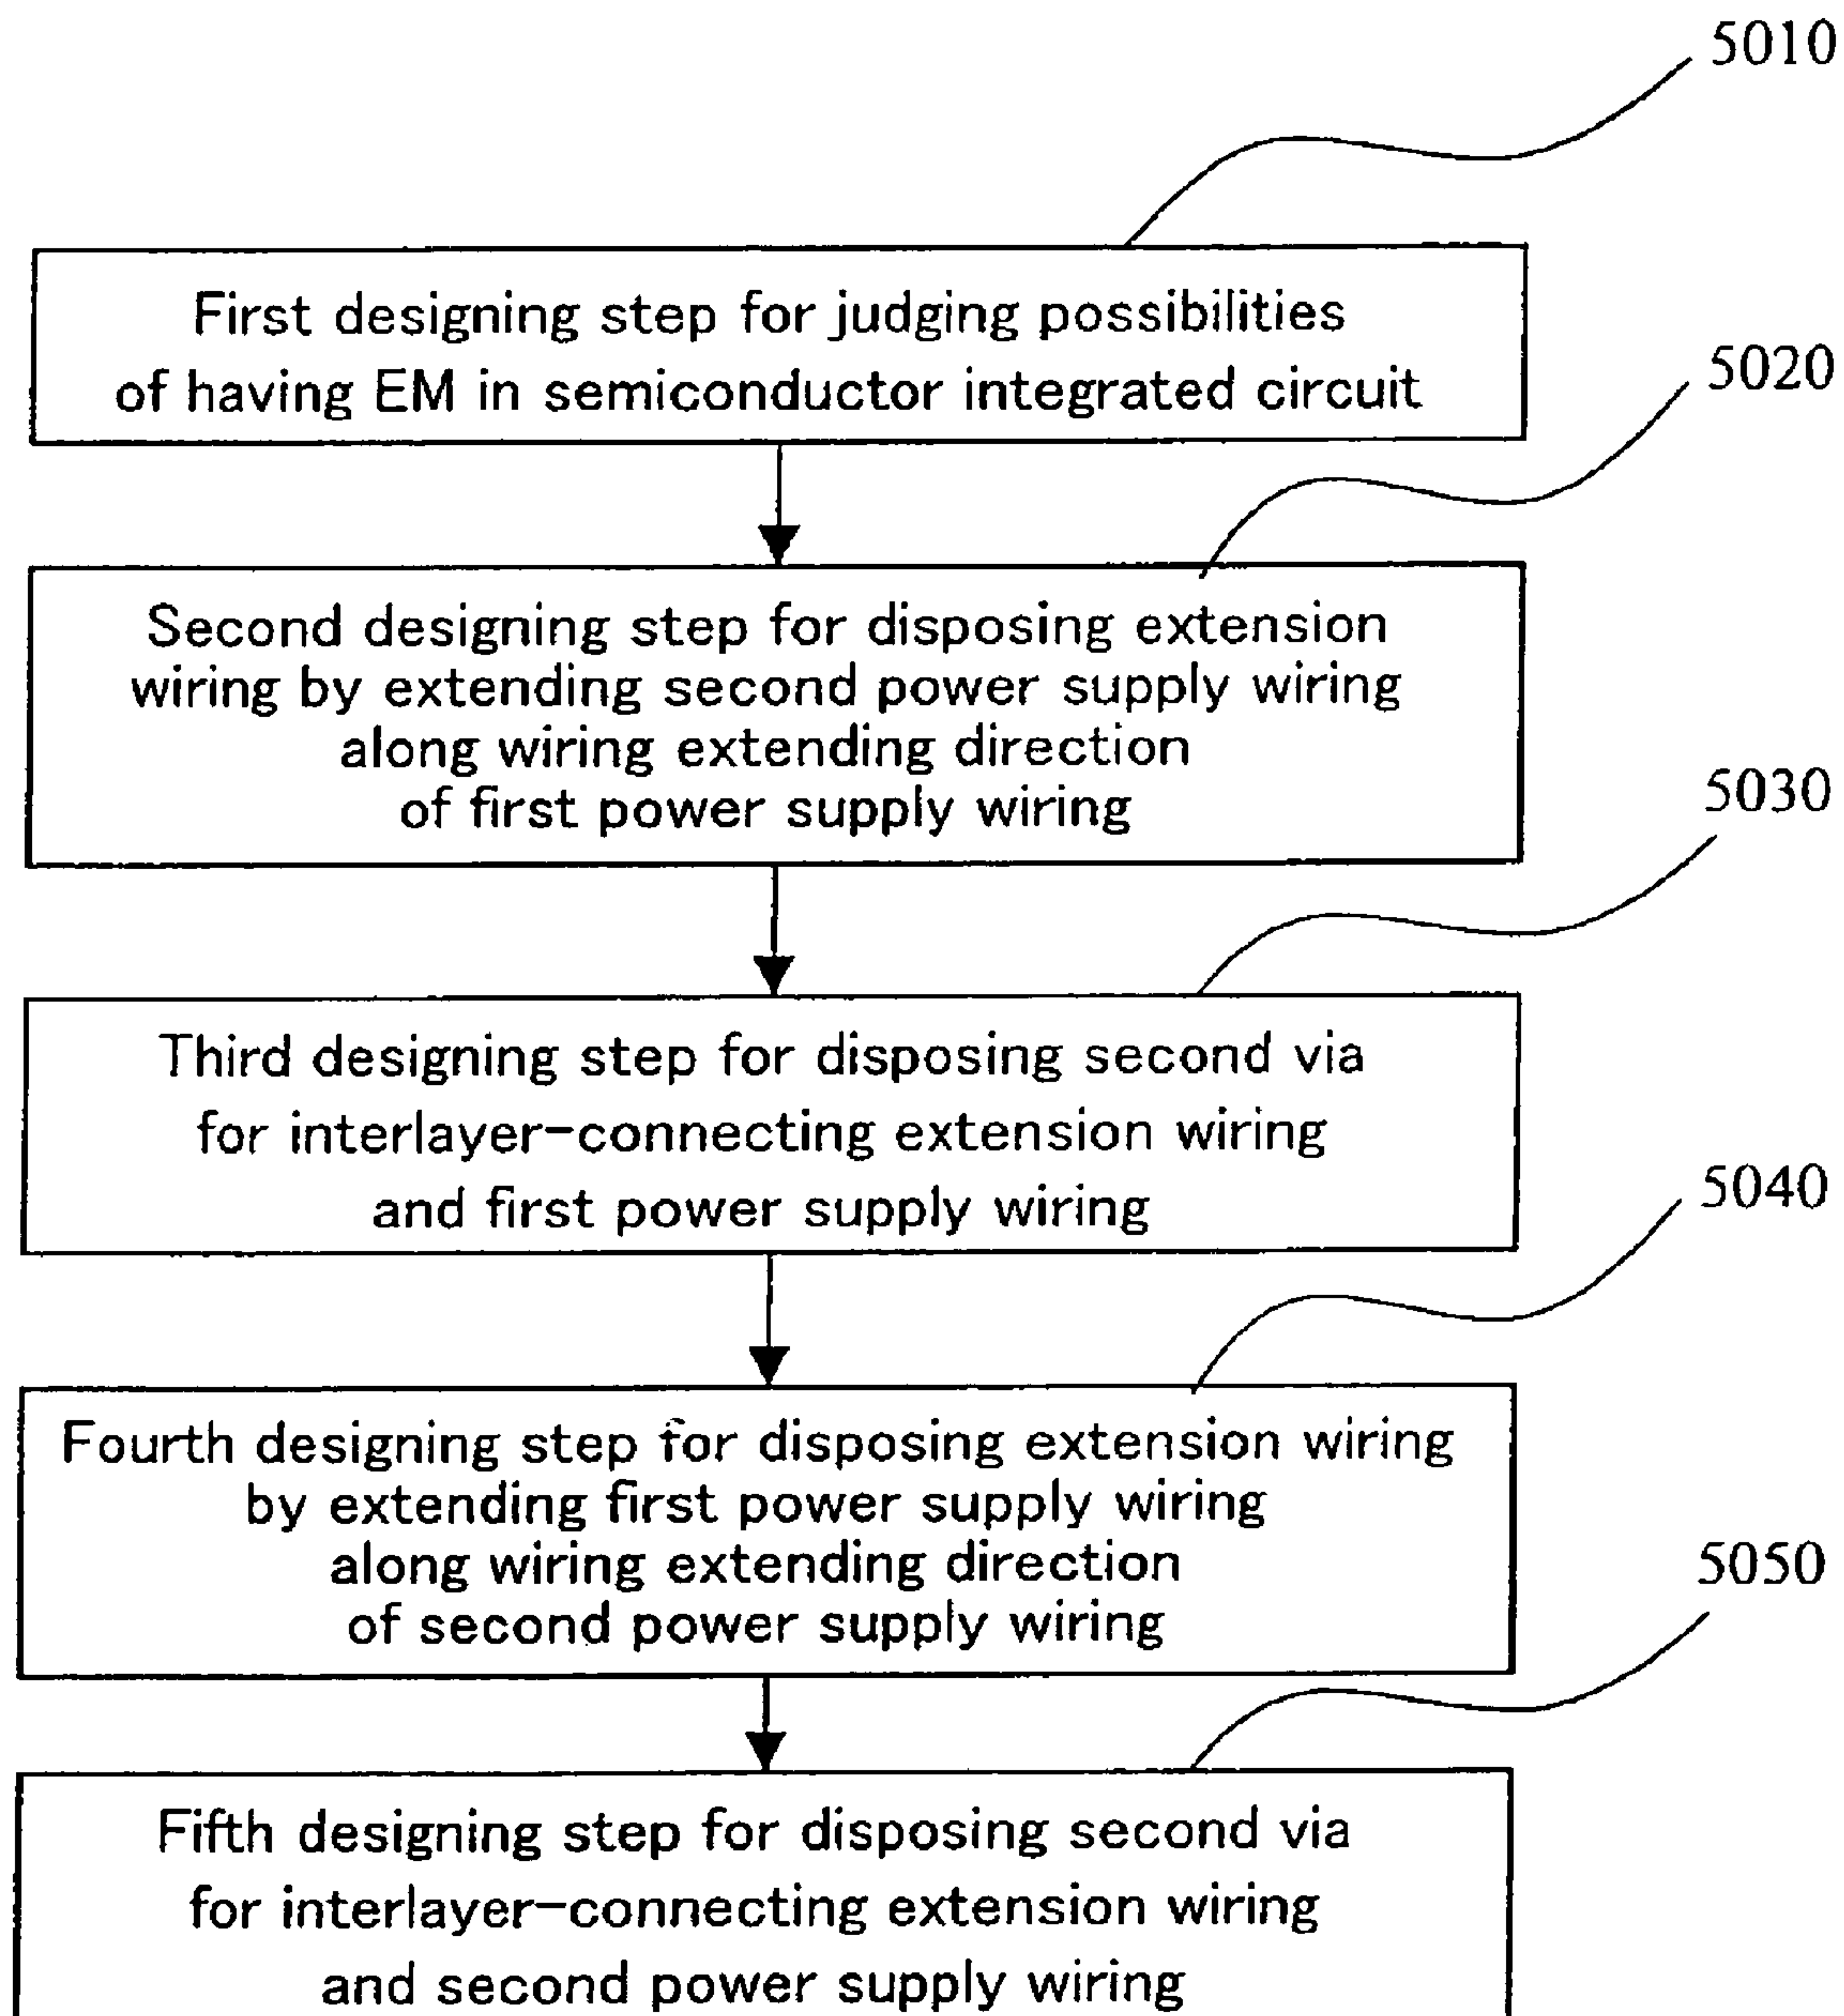 5010
First designing step for judging possibilities
of having EM in semiconductor integrated circuit
5020
Second designing step for disposing extension
wiring by extending second power supply wiring
along wiring extending direction
of first power supply wiring
5030
Third designing step for disposing second via
for interlayer-connecting extension wiring
and first power supply wiring
5040
Fourth designing step for disposing extension wiring
by extending first power supply wiring
along wiring extending direction
of second power supply wiring
5050
Fifth designing step for disposing second via
for interlayer-connecting extension wiring
and second power supply wiring